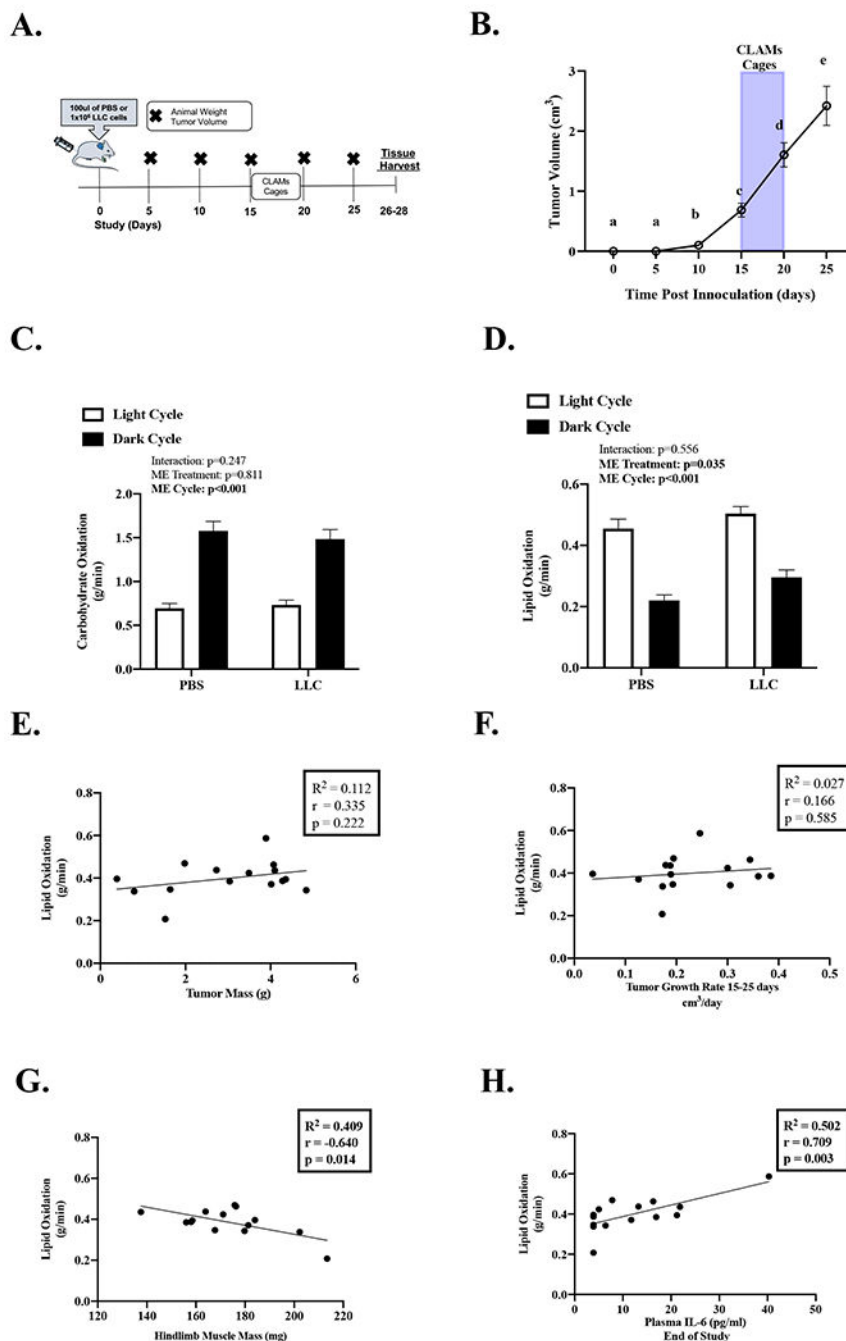 A.
100ul of PBS or
1x10⁶ LLC cells
Animal Weight
Tumor Volume
Tissue
Harvest
CLAMs
Cages
0 5 10 15 20 25 26-28
Study (Days)
B.
CLAMs
Cages
Tumor Volume (cm³)
3
2
1
0
a a b c d e
0 5 10 15 20 25
Time Post Innoculation (days)
C.
Light Cycle
Dark Cycle
Interaction: p=0.247
ME Treatment: p=0.811
ME Cycle: p<0.001
Carbohydrate Oxidation
(g/min)
2.0
1.5
1.0
0.5
0.0
PBS LLC
D.
Light Cycle
Dark Cycle
Interaction: p=0.556
ME Treatment: p=0.035
ME Cycle: p<0.001
Lipid Oxidation
(g/min)
0.6
0.4
0.2
0.0
PBS LLC
E.
R² = 0.112
r = 0.335
p = 0.222
Lipid Oxidation
(g/min)
0.8
0.6
0.4
0.2
0.0
0 2 4 6
Tumor Mass (g)
F.
R² = 0.027
r = 0.166
p = 0.585
Lipid Oxidation
(g/min)
0.8
0.6
0.4
0.2
0.0
0.0 0.1 0.2 0.3 0.4 0.5
Tumor Growth Rate 15-25 days
cm³/day
G.
R² = 0.409
r = -0.640
p = 0.014
Lipid Oxidation
(g/min)
0.8
0.6
0.4
0.2
0.0
120 140 160 180 200 220
Hindlimb Muscle Mass (mg)
H.
R² = 0.502
r = 0.709
p = 0.003
Lipid Oxidation
(g/min)
0.8
0.6
0.4
0.2
0.0
0 10 20 30 40 50
Plasma IL-6 (pg/ml)
End of Study